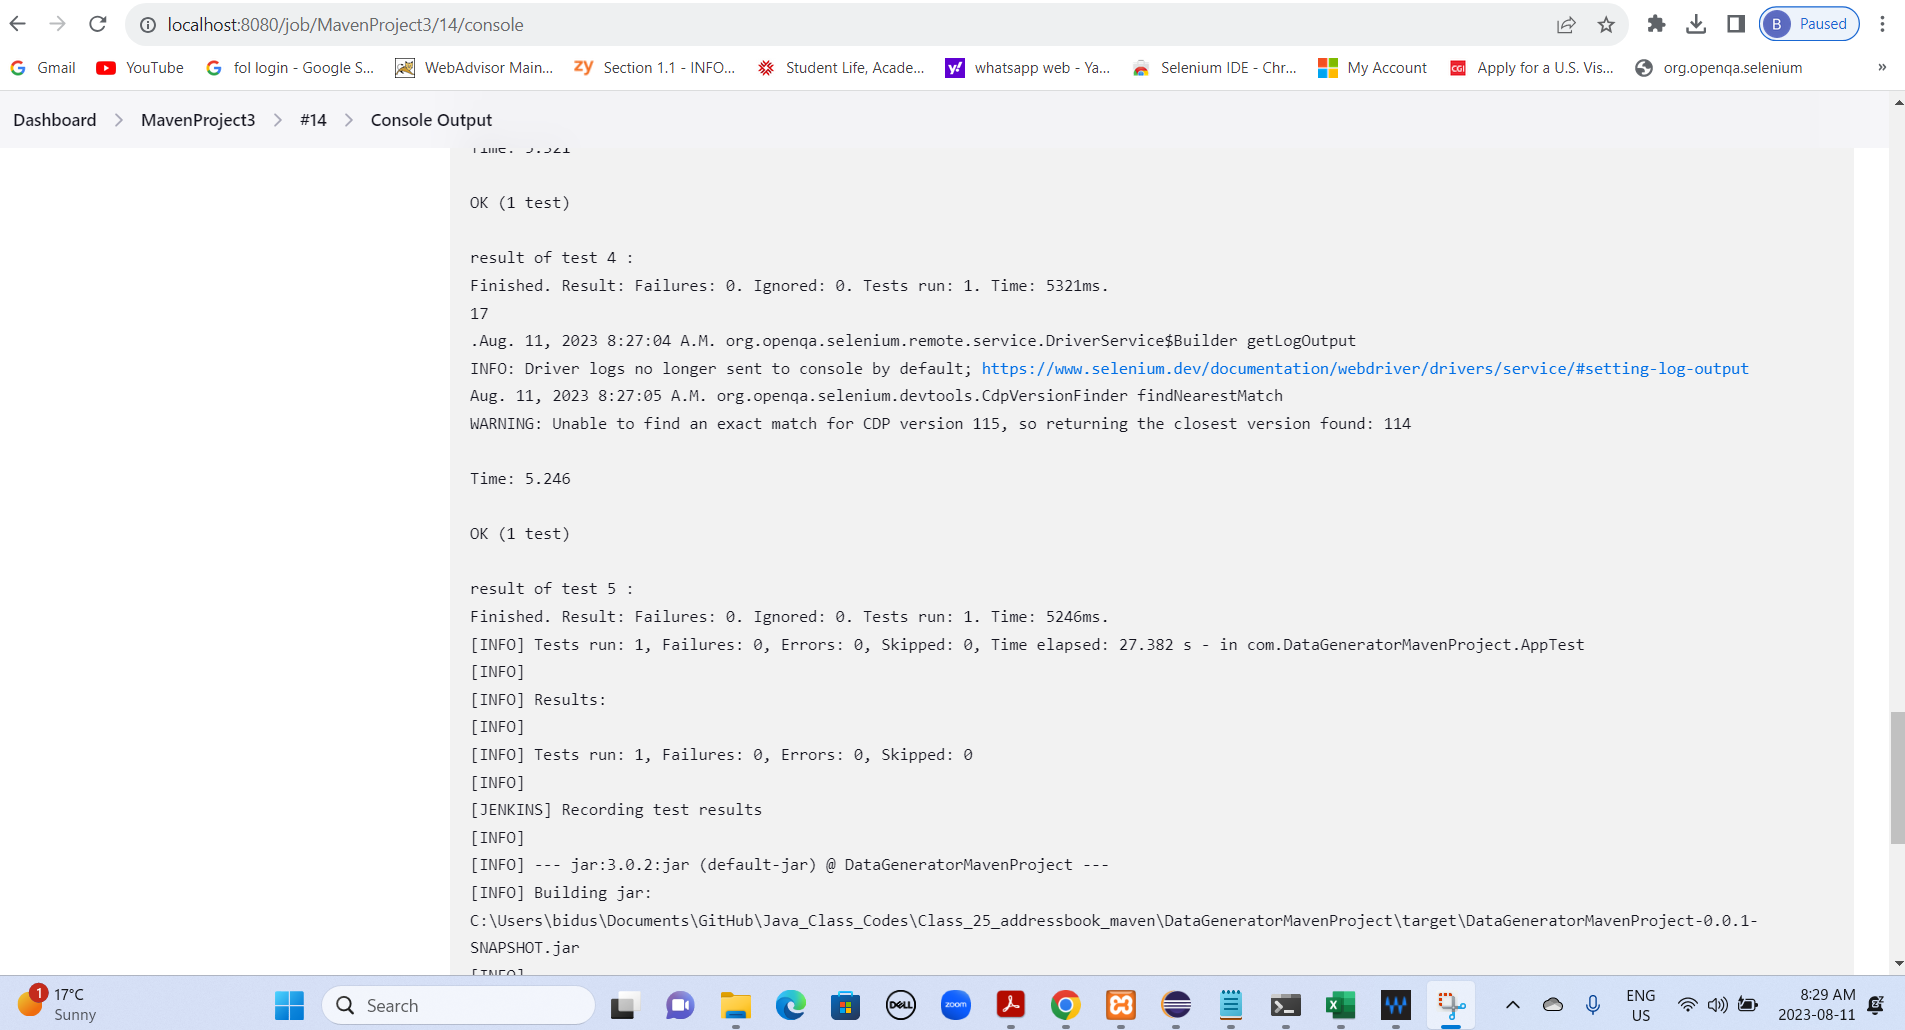 localhost:8080/job/MavenProject3/14/console
B Paused
Gmail YouTube fol login - Google S... WebAdvisor Main... Section 1.1 - INFO... Student Life, Acade... whatsapp web - Ya... Selenium IDE - Chr... My Account Apply for a U.S. Vis... org.openqa.selenium »
Dashboard MavenProject3 #14 Console Output
Time: 5.321
OK (1 test)
result of test 4 :
Finished. Result: Failures: 0. Ignored: 0. Tests run: 1. Time: 5321ms.
17
.Aug. 11, 2023 8:27:04 A.M. org.openqa.selenium.remote.service.DriverService$Builder getLogOutput
INFO: Driver logs no longer sent to console by default; https://www.selenium.dev/documentation/webdriver/drivers/service/#setting-log-output
Aug. 11, 2023 8:27:05 A.M. org.openqa.selenium.devtools.CdpVersionFinder findNearestMatch
WARNING: Unable to find an exact match for CDP version 115, so returning the closest version found: 114
Time: 5.246
OK (1 test)
result of test 5 :
Finished. Result: Failures: 0. Ignored: 0. Tests run: 1. Time: 5246ms.
[INFO] Tests run: 1, Failures: 0, Errors: 0, Skipped: 0, Time elapsed: 27.382 s - in com.DataGeneratorMavenProject.AppTest
[INFO]
[INFO] Results:
[INFO]
[INFO] Tests run: 1, Failures: 0, Errors: 0, Skipped: 0
[INFO]
[JENKINS] Recording test results
[INFO]
[INFO] --- jar:3.0.2:jar (default-jar) @ DataGeneratorMavenProject ---
[INFO] Building jar:
C:\Users\bidus\Documents\GitHub\Java_Class_Codes\Class_25_addressbook_maven\DataGeneratorMavenProject\target\DataGeneratorMavenProject-0.0.1-
SNAPSHOT.jar
[INFO]
1 17°C
Sunny
Search
DELL
zoom
ENG
US
8:29 AM
2023-08-11